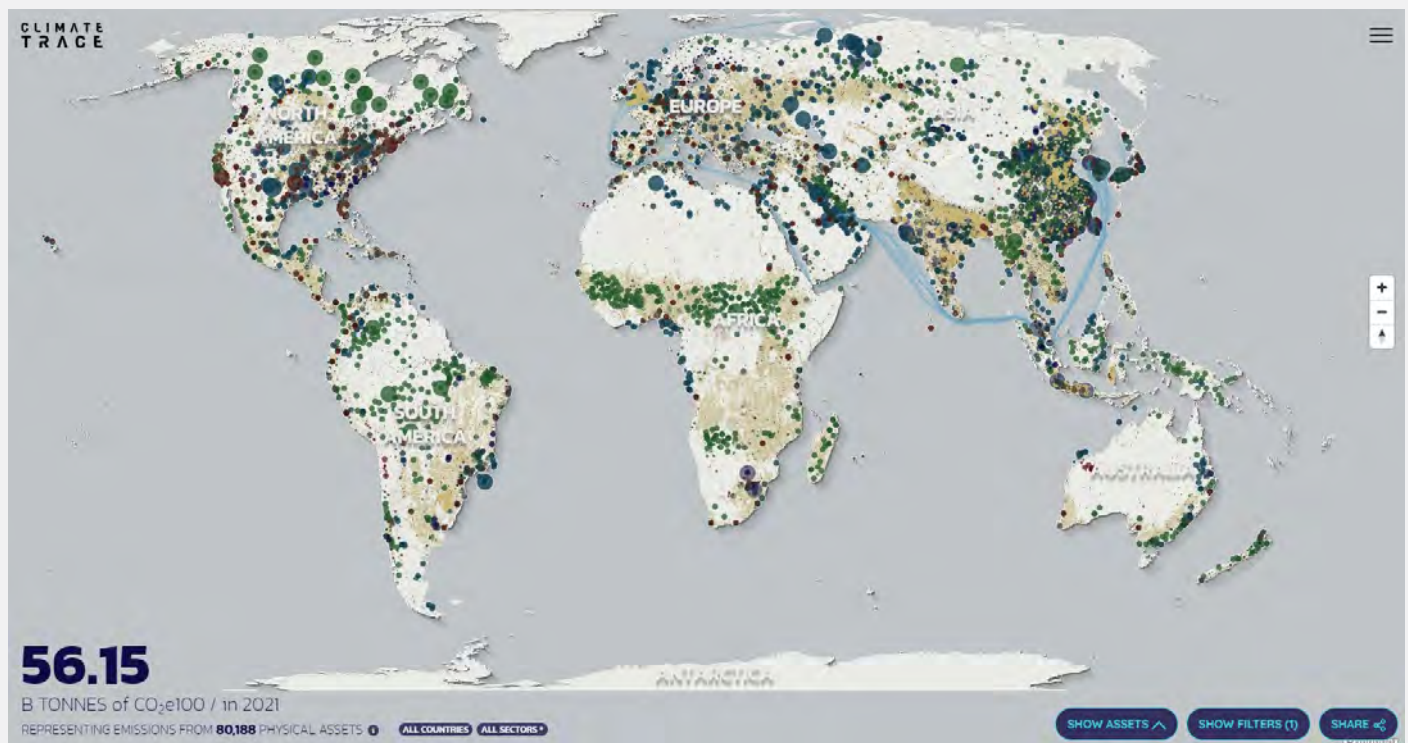 CLIMATE
TRACE
NORTH
AMERICA
EUROPE
ASIA
AFRICA
SOUTH
AMERICA
AUSTRALIA
ANTARCTICA
+
−
56.15
B TONNES of CO₂e100 / in 2021
REPRESENTING EMISSIONS FROM 80,188 PHYSICAL ASSETS
ALL COUNTRIES ALL SECTORS *
SHOW ASSETS SHOW FILTERS (1) SHARE